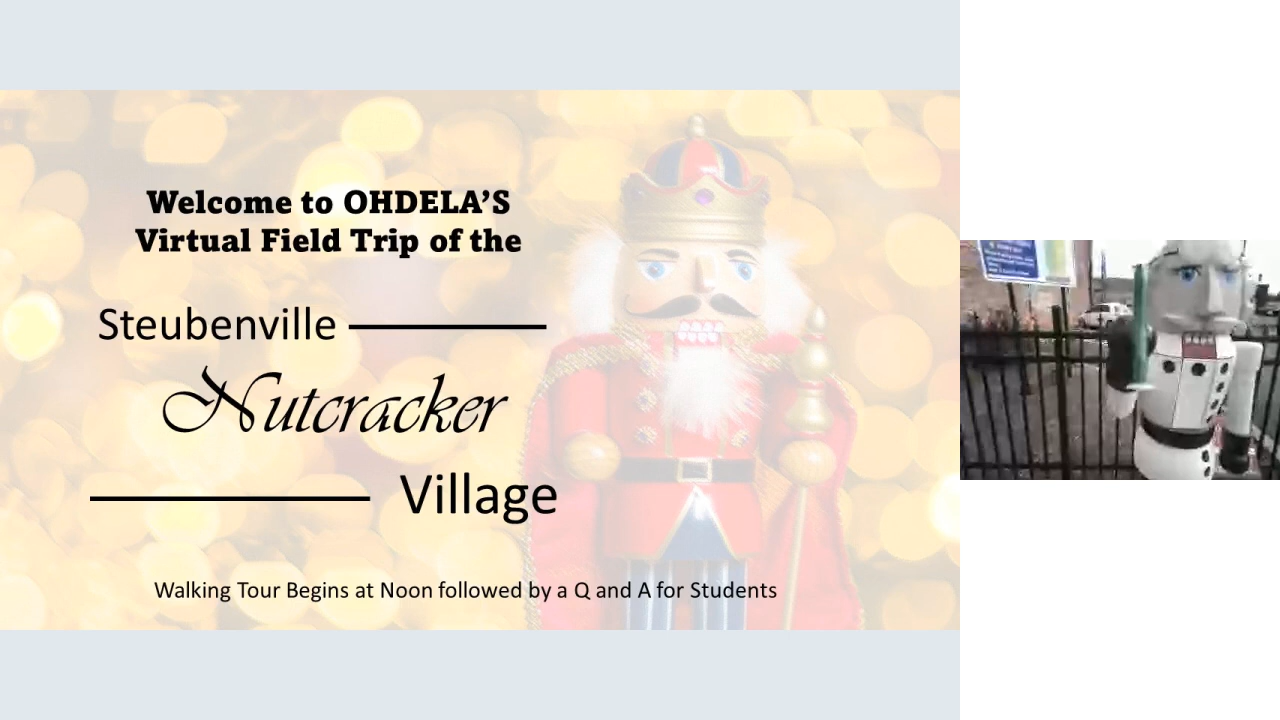 Welcome to OHDELA’S
Virtual Field Trip of the
Steubenville
Nutcracker
Village
Walking Tour Begins at Noon followed by a Q and A for Students